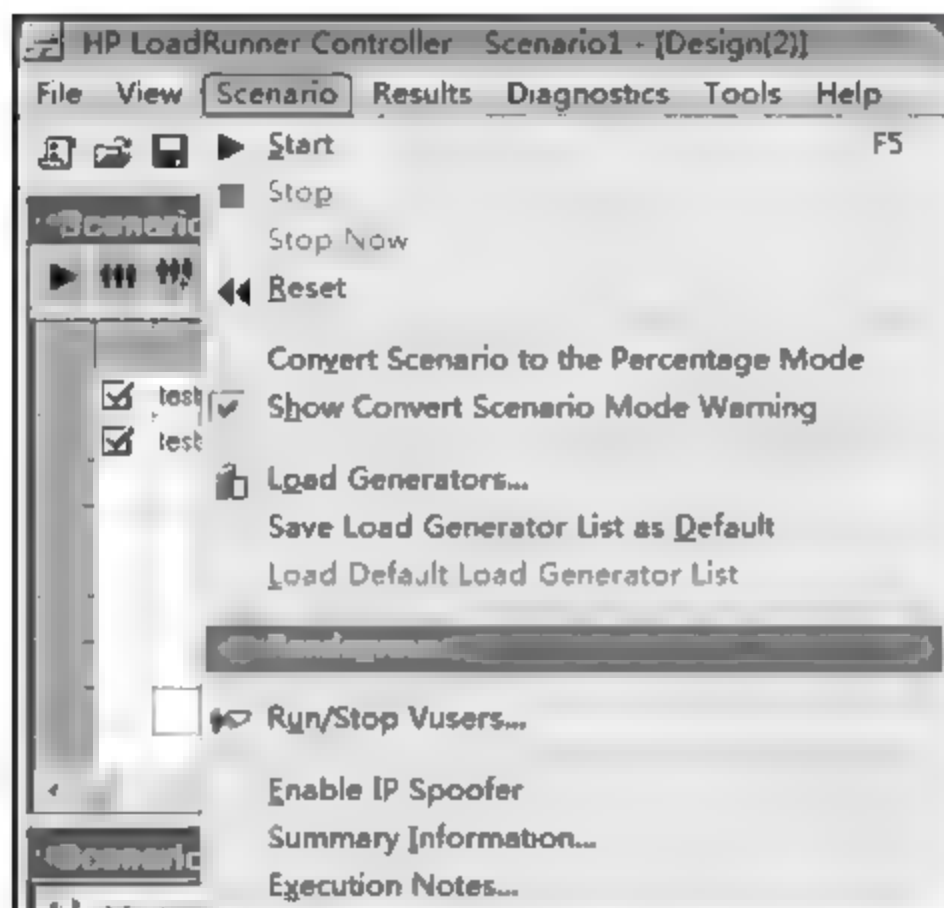 HP LoadRunner Controller Scenario1 - [Design(2)]
File View Scenario Results Diagnostics Tools Help
Start F5
Stop
Stop Now
Reset
Convert Scenario to the Percentage Mode
test
Show Convert Scenario Mode Warning
test
Load Generators...
Save Load Generator List as Default
Load Default Load Generator List
Run/Stop Vusers...
Enable IP Spoofer
Summary Information...
Execution Notes...